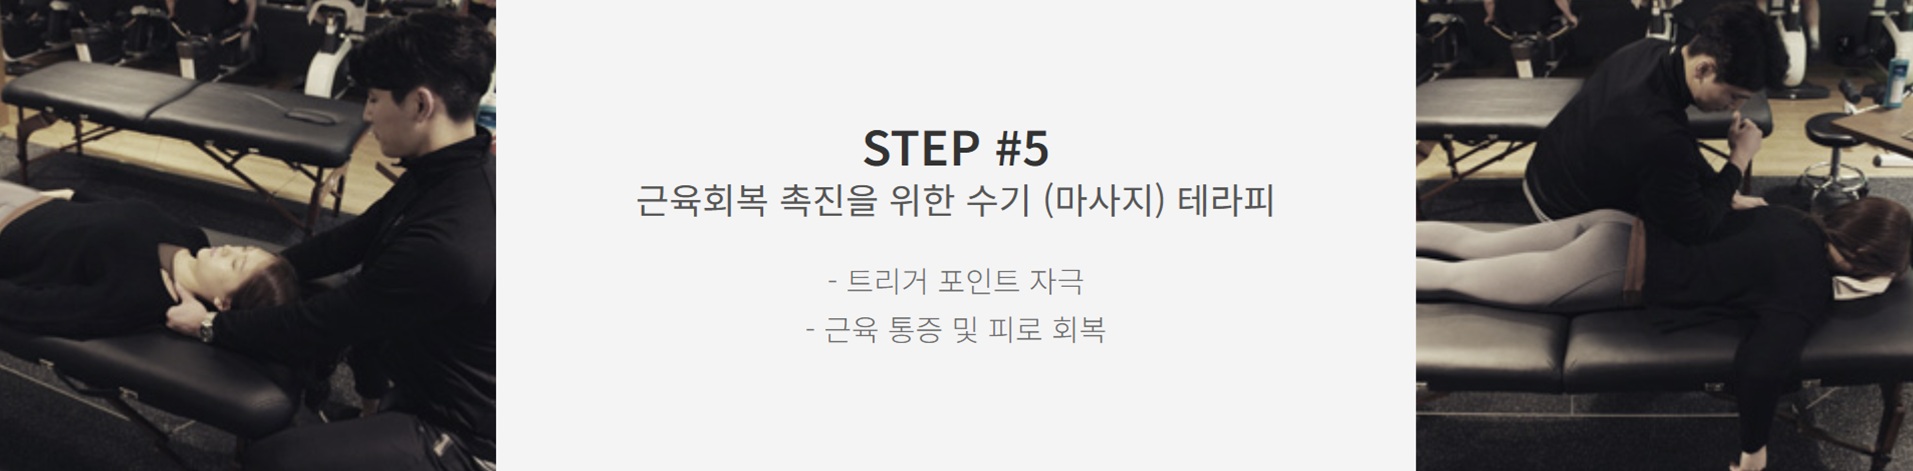 STEP #5
근육회복 촉진을 위한 수기 (마사지) 테라피
- 트리거 포인트 자극
- 근육 통증 및 피로 회복